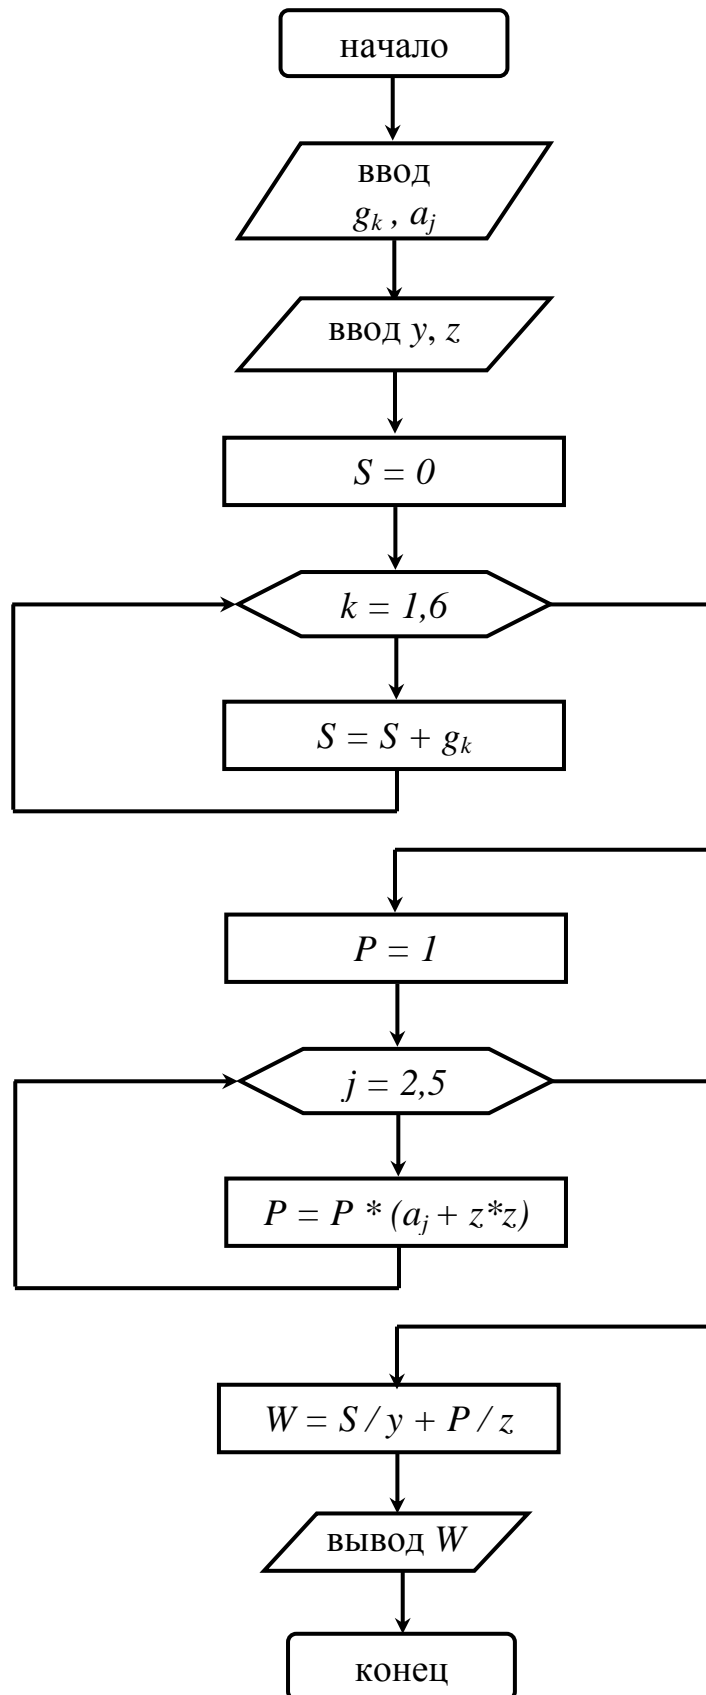 начало
ввод
gₖ , aⱼ
ввод y, z
S = 0
k = 1,6
S = S + gₖ
P = 1
j = 2,5
P = P * (aⱼ + z*z)
W = S / y + P / z
вывод W
конец